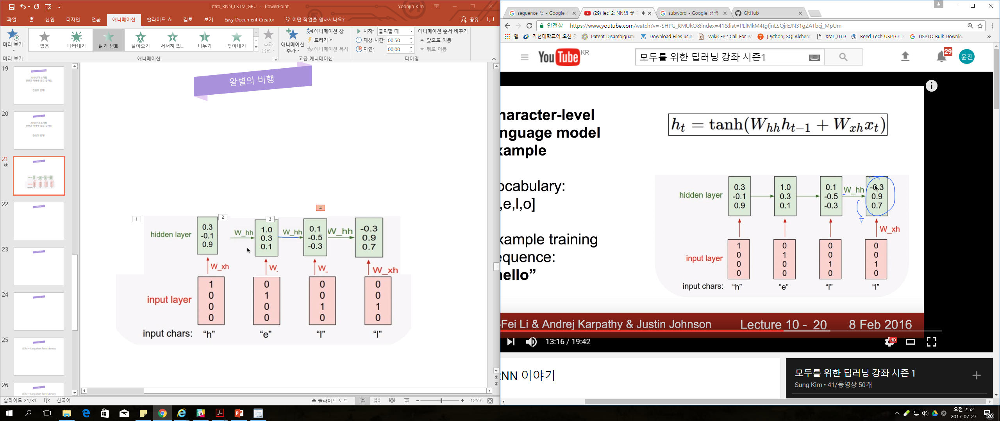 Intro_RNN_LSTM_GRU - PowerPoint
Yoonjin Kim
파일 홈 삽입 디자인 전환 애니메이션 슬라이드 쇼 검토 보기 Easy Document Creator 어떤 작업을 원하시나요? 공유
미리 보기
없음 나타내기 밝기 변화 날아오기 서서히 띄... 나누기 닦아내기
효과 옵션
애니메이션 추가
애니메이션 창
트리거
애니메이션 복사
시작: 클릭할 때
재생 시간: 00.50
지연: 00.00
애니메이션 순서 바꾸기
앞으로 이동
뒤로 이동
미리 보기 애니메이션 고급 애니메이션 타이밍
19
20
21
22
23
24
25
LSTM = Long short Term Memory
26
LSTM = Long short Term Memory
왕별의 비행
1 2 3 4
hidden layer
0.3 -0.1 0.9
W_hh
1.0 0.3 0.1
W_hh
0.1 -0.5 -0.3
W_hh
-0.3 0.9 0.7
W_xh W_ W_ W_xh
input layer
1 0 0 0
0 1 0 0
0 0 1 0
0 0 1 0
input chars: “h” “e” “l” “l”
슬라이드 21/31 한국어 슬라이드 노트 125%
sequence 뜻 - Google
(29) lec12: NN의 꽃
subword - Google 검색
GitHub
안전함 https://www.youtube.com/watch?v=-SHPG_KMUkQ&index=41&list=PLlMkM4tgfjnLSOjrEJN31gZATbcj_MpUm
앱 가천대학교에 오신 Patent Disambiguati Download Files using WikiCFP : Call For Pa [Python] SQLAlchem XML_DTD Reed Tech USPTO D USPTO Bulk Downlo
YouTube KR
모두를 위한 딥러닝 강좌 시즌1
29
윤진
haracter-level
nguage model
xample
h_t = tanh(W_{hh}h_{t−1} + W_{xh}x_t)
ocabulary:
,e,l,o]
xample training
equence:
hello”
hidden layer
0.3 -0.1 0.9
1.0 0.3 0.1
0.1 -0.5 -0.3
W_hh
-0.3 0.9 0.7
t
W_xh
input layer
1 0 0 0
0 1 0 0
0 0 1 0
0 0 1 0
input chars: “h” “e” “l” “l”
Fei Li & Andrej Karpathy & Justin Johnson Lecture 10 - 20 8 Feb 2016
13:16 / 19:42
HD
RNN 이야기
모두를 위한 딥러닝 강좌 시즌 1
Sung Kim • 41/동영상 50개
오전 2:52
2017-07-27
20